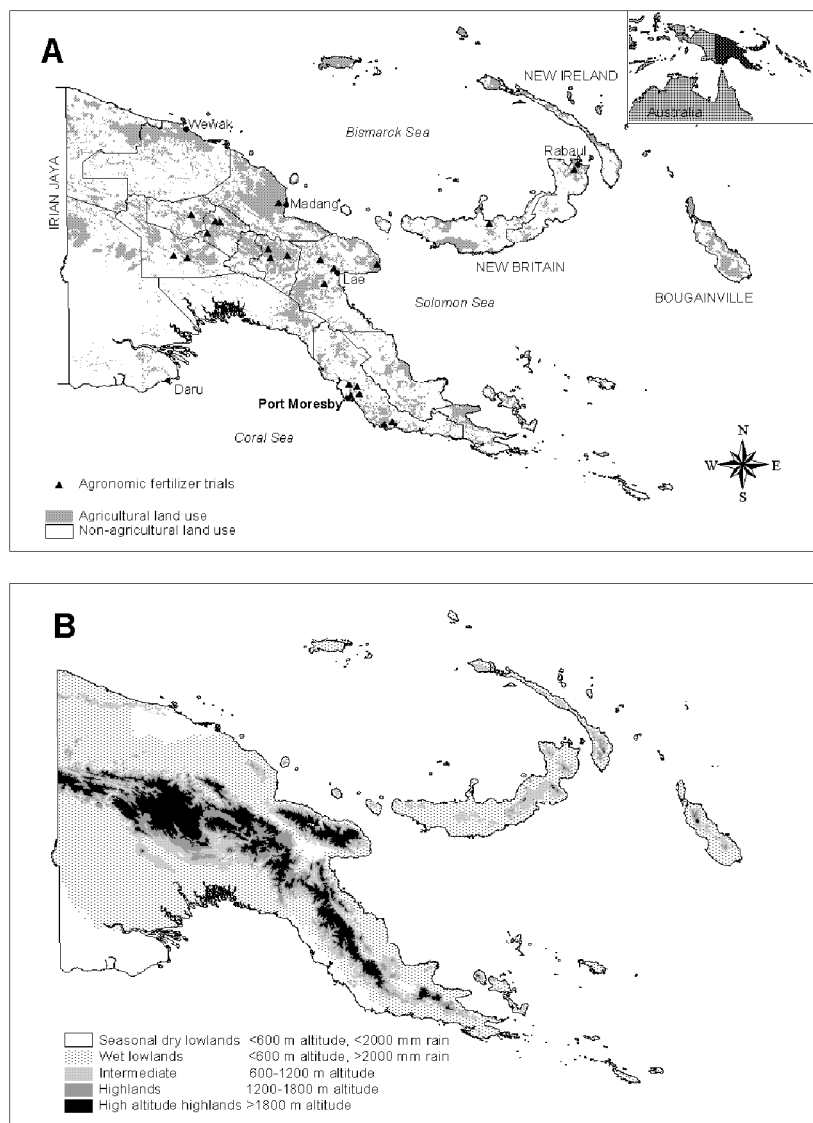 A
NEW IRELAND
Australia
Wewak
Bismarck Sea
Rabaul
IRIAN JAYA
Madang
Lae
NEW BRITAIN
Solomon Sea
BOUGAINVILLE
Daru
Port Moresby
Coral Sea
N
W E
S
Agronomic fertilizer trials
Agricultural land use
Non-agricultural land use
B
Seasonal dry lowlands <600 m altitude, <2000 mm rain
Wet lowlands <600 m altitude, >2000 mm rain
Intermediate 600-1200 m altitude
Highlands 1200-1800 m altitude
High altitude highlands >1800 m altitude